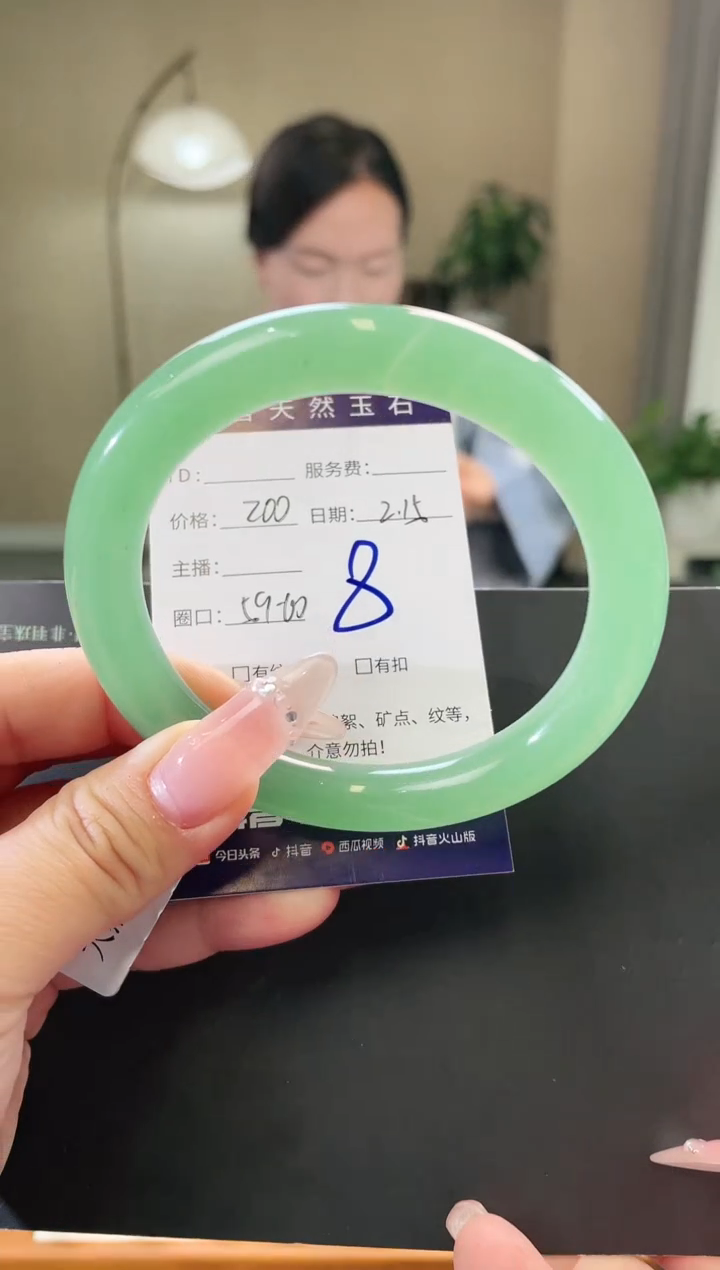 天然玉石
ID: 服务费:
价格: 200 日期: 2.15
主播:
8
圈口: 59-60
□有 □有扣
絮、矿点、纹等，
介意勿拍!
今日头条 抖音 西瓜视频 抖音火山版